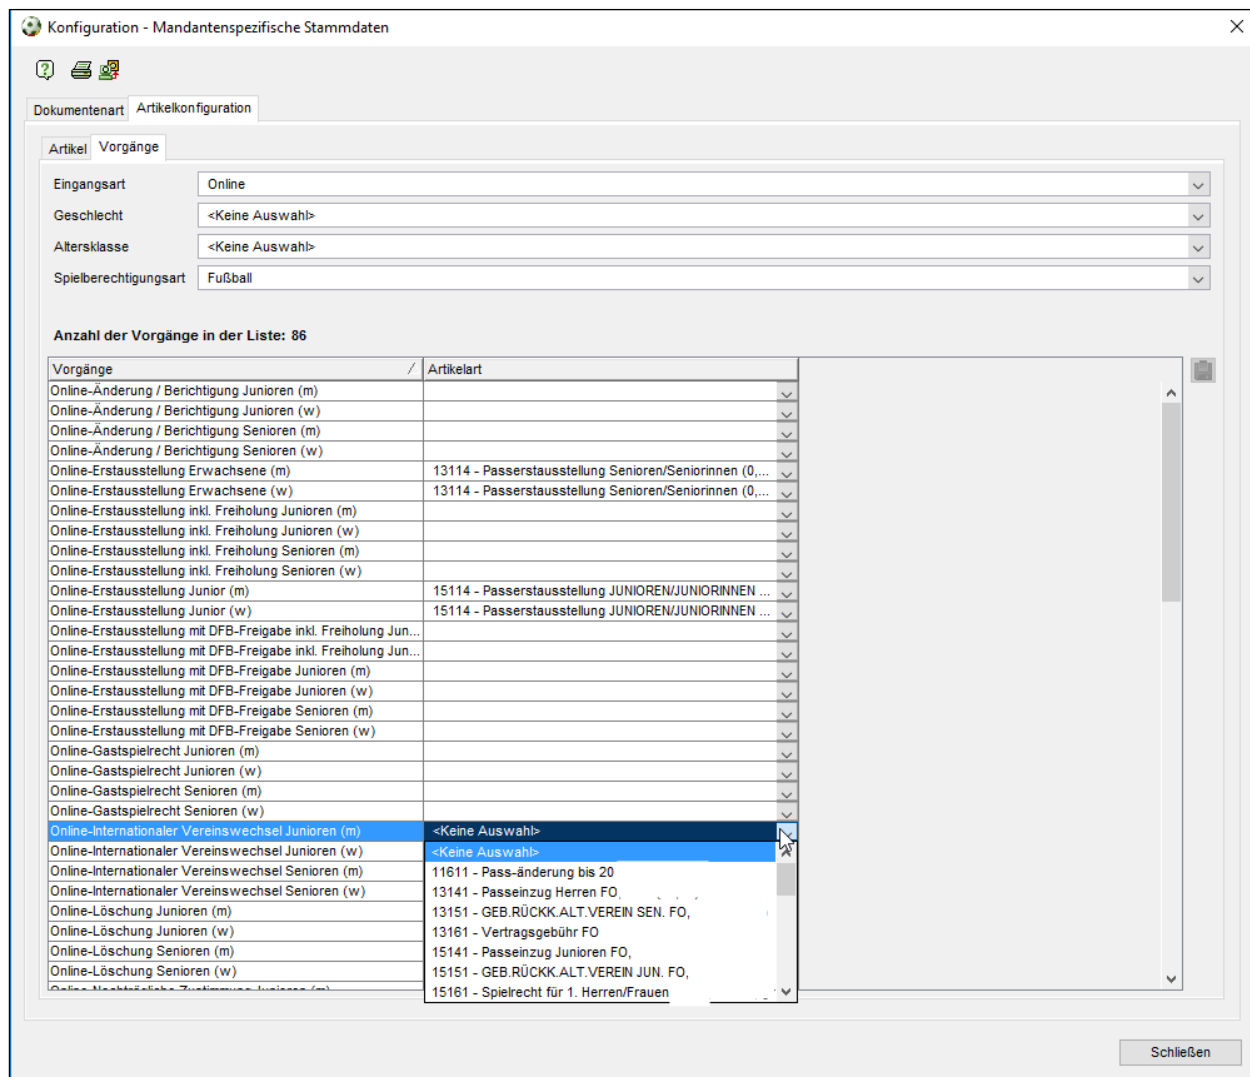 Konfiguration - Mandantenspezifische Stammdaten
Dokumentenart Artikelkonfiguration
Artikel Vorgänge
Eingangsart Online
Geschlecht <Keine Auswahl>
Altersklasse <Keine Auswahl>
Spielberechtigungsart Fußball
Anzahl der Vorgänge in der Liste: 86
Vorgänge Artikelart
Online-Änderung / Berichtigung Junioren (m)
Online-Änderung / Berichtigung Junioren (w)
Online-Änderung / Berichtigung Senioren (m)
Online-Änderung / Berichtigung Senioren (w)
Online-Erstausstellung Erwachsene (m) 13114 - Passerstausstellung Senioren/Seniorinnen (0,...
Online-Erstausstellung Erwachsene (w) 13114 - Passerstausstellung Senioren/Seniorinnen (0,...
Online-Erstausstellung inkl. Freiholung Junioren (m)
Online-Erstausstellung inkl. Freiholung Junioren (w)
Online-Erstausstellung inkl. Freiholung Senioren (m)
Online-Erstausstellung inkl. Freiholung Senioren (w)
Online-Erstausstellung Junior (m) 15114 - Passerstausstellung JUNIOREN/JUNIORINNEN ...
Online-Erstausstellung Junior (w) 15114 - Passerstausstellung JUNIOREN/JUNIORINNEN ...
Online-Erstausstellung mit DFB-Freigabe inkl. Freiholung Jun...
Online-Erstausstellung mit DFB-Freigabe inkl. Freiholung Jun...
Online-Erstausstellung mit DFB-Freigabe Junioren (m)
Online-Erstausstellung mit DFB-Freigabe Junioren (w)
Online-Erstausstellung mit DFB-Freigabe Senioren (m)
Online-Erstausstellung mit DFB-Freigabe Senioren (w)
Online-Gastspielrecht Junioren (m)
Online-Gastspielrecht Junioren (w)
Online-Gastspielrecht Senioren (m)
Online-Gastspielrecht Senioren (w)
Online-Internationaler Vereinswechsel Junioren (m) <Keine Auswahl>
Online-Internationaler Vereinswechsel Junioren (w) <Keine Auswahl>
Online-Internationaler Vereinswechsel Senioren (m) 11611 - Pass-änderung bis 20
Online-Internationaler Vereinswechsel Senioren (w) 13141 - Passeinzug Herren FO,
Online-Löschung Junioren (m) 13151 - GEB.RÜCKK.ALT.VEREIN SEN. FO,
Online-Löschung Junioren (w) 13161 - Vertragsgebühr FO
Online-Löschung Senioren (m) 15141 - Passeinzug Junioren FO,
Online-Löschung Senioren (w) 15151 - GEB.RÜCKK.ALT.VEREIN JUN. FO,
15161 - Spielrecht für 1. Herren/Frauen
Schließen